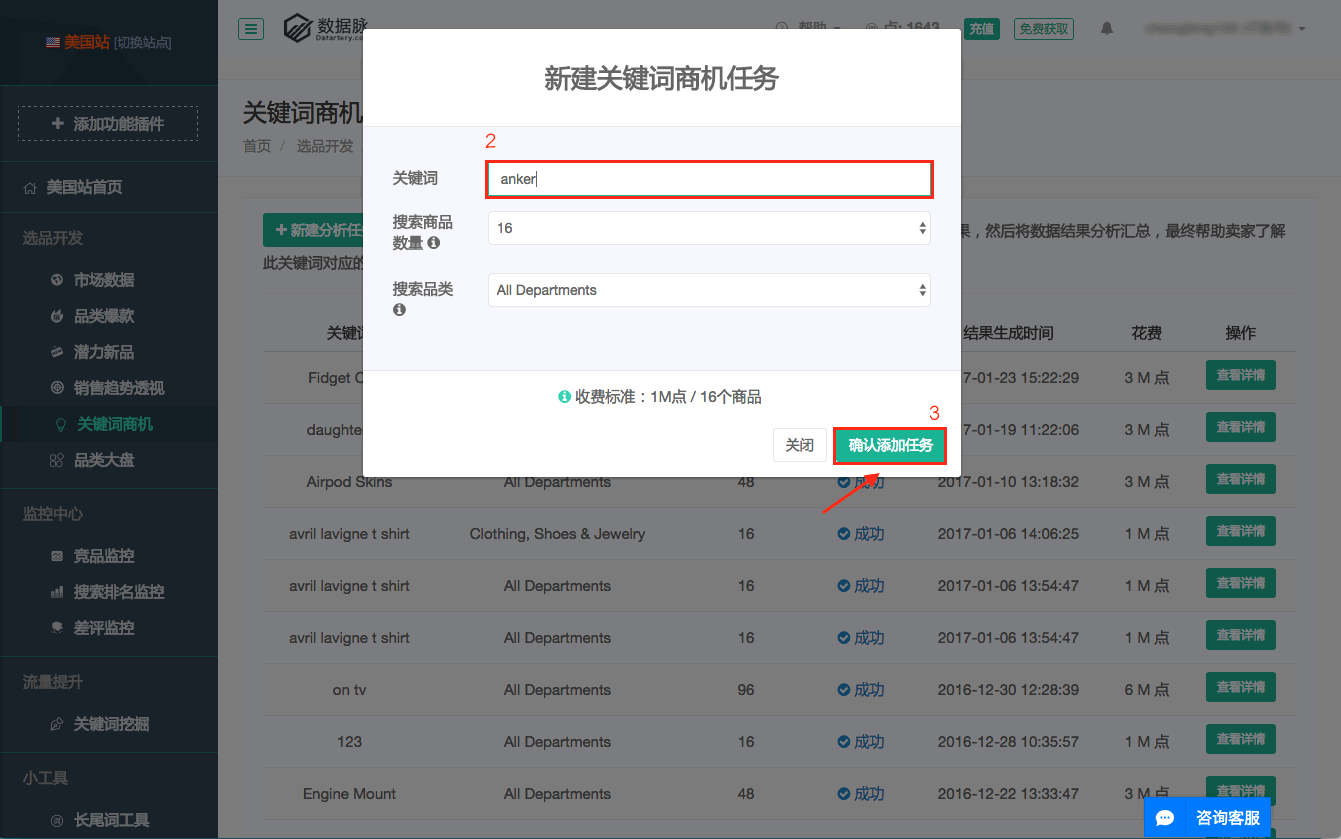 美国站 [切换站点]
添加功能插件
美国站首页
选品开发
市场数据
品类爆款
潜力新品
销售趋势透视
关键词商机
品类大盘
监控中心
竞品监控
搜索排名监控
差评监控
流量提升
关键词挖掘
小工具
长尾词工具
数据脉
Datartery.co
帮助
点: 1643
充值
免费获取
关键词商机
首页 / 选品开发
新建分析任
果，然后将数据结果分析汇总，最终帮助卖家了解
此关键词对应的
新建关键词商机任务
2
关键词
anker
搜索商品
数量
16
搜索品类
All Departments
收费标准：1M点 / 16个商品
3
关闭
确认添加任务
关键词 结果生成时间 花费 操作
Fidget C 7-01-23 15:22:29 3 M 点 查看详情
daughte 7-01-19 11:22:06 3 M 点 查看详情
Airpod Skins All Departments 48 成功 2017-01-10 13:18:32 3 M 点 查看详情
avril lavigne t shirt Clothing, Shoes & Jewelry 16 成功 2017-01-06 14:06:25 1 M 点 查看详情
avril lavigne t shirt All Departments 16 成功 2017-01-06 13:54:47 1 M 点 查看详情
avril lavigne t shirt All Departments 16 成功 2017-01-06 13:54:47 1 M 点 查看详情
on tv All Departments 96 成功 2016-12-30 12:28:39 6 M 点 查看详情
123 All Departments 16 成功 2016-12-28 10:35:57 1 M 点 查看详情
Engine Mount All Departments 48 成功 2016-12-22 13:33:47 3 M 点 查看详情
咨询客服